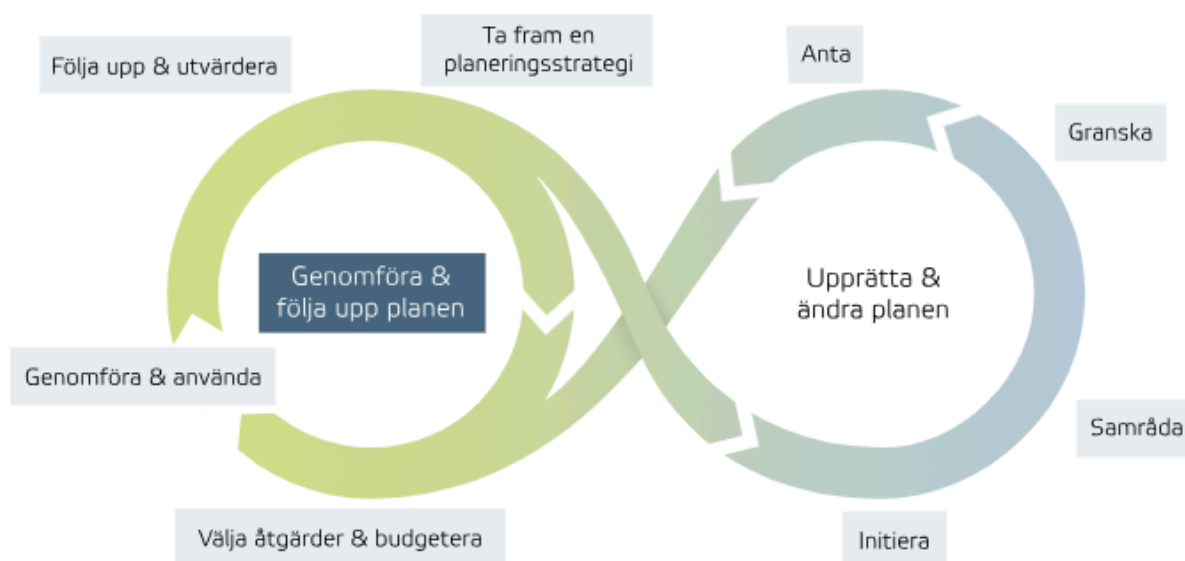 Ta fram en
planeringsstrategi
Följa upp & utvärdera
Anta
Granska
Genomföra &
följa upp planen
Upprätta &
ändra planen
Genomföra & använda
Samråda
Välja åtgärder & budgetera
Initiera